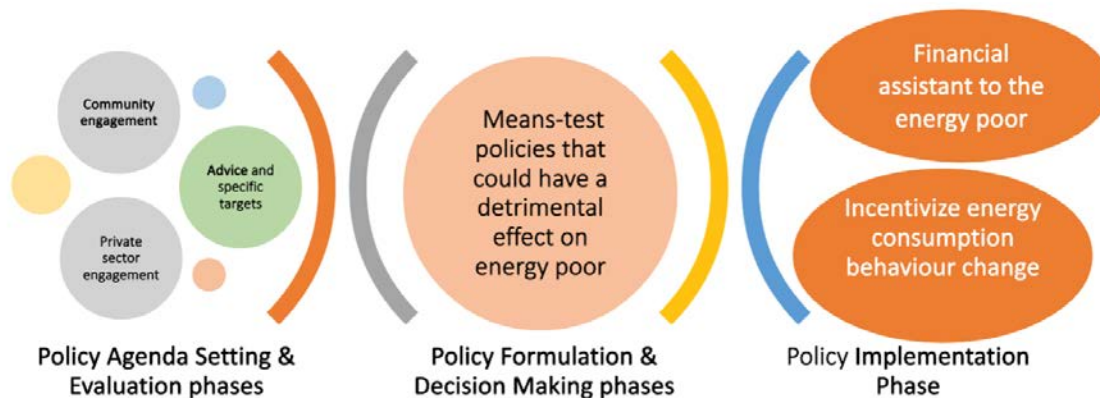 Community
engagement
Advice and
specific
targets
Private
sector
engagement
Policy Agenda Setting &
Evaluation phases
Means-test
policies that
could have a
detrimental
effect on
energy poor
Policy Formulation &
Decision Making phases
Financial
assistant to the
energy poor
Incentivize energy
consumption
behaviour change
Policy Implementation
Phase